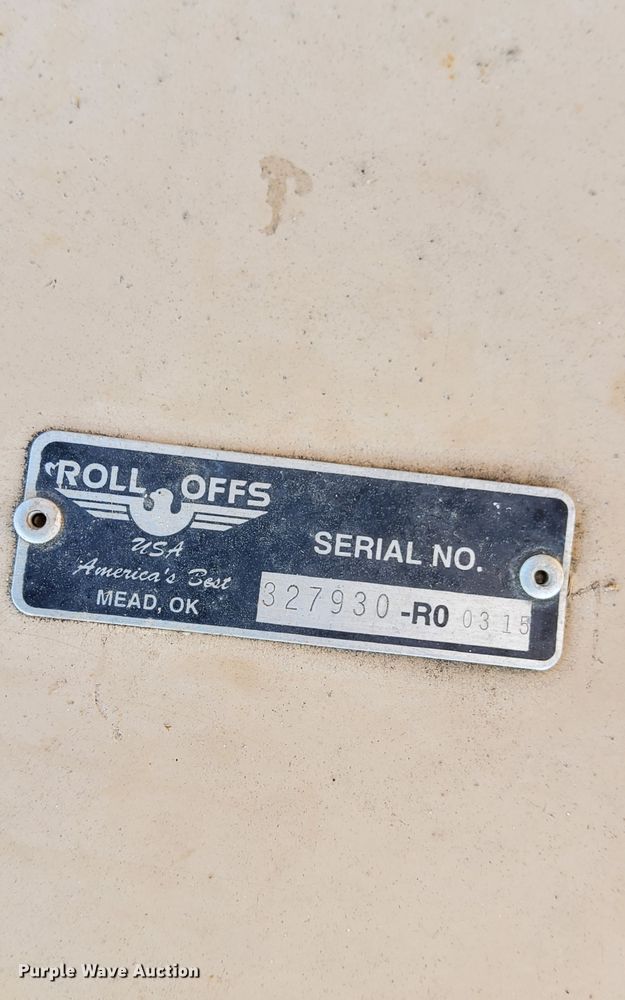 ROLL OFFS
USA
America's Best
MEAD, OK
SERIAL NO.
327930-R0 0315
Purple Wave Auction